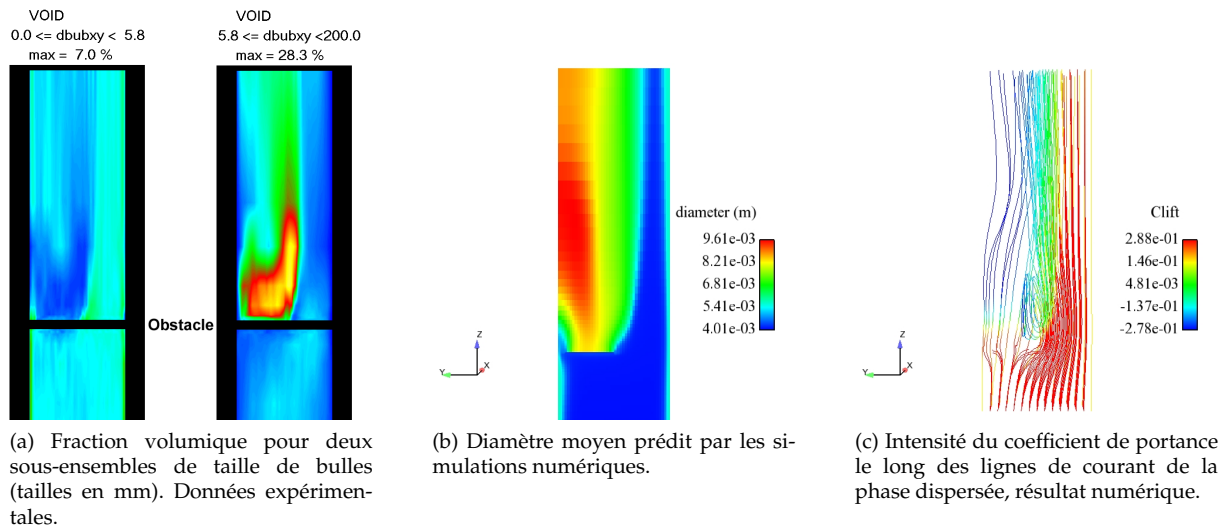 VOID
0.0 <= dbubxy < 5.8
max = 7.0 %
VOID
5.8 <= dbubxy <200.0
max = 28.3 %
Obstacle
(a) Fraction volumique pour deux
sous-ensembles de taille de bulles
(tailles en mm). Données expérimen-
tales.
diameter (m)
9.61e-03
8.21e-03
6.81e-03
5.41e-03
4.01e-03
Z
Y
X
(b) Diamètre moyen prédit par les si-
mulations numériques.
Clift
2.88e-01
1.46e-01
4.81e-03
-1.37e-01
-2.78e-01
Z
Y
X
(c) Intensité du coefficient de portance
le long des lignes de courant de la
phase dispersée, résultat numérique.